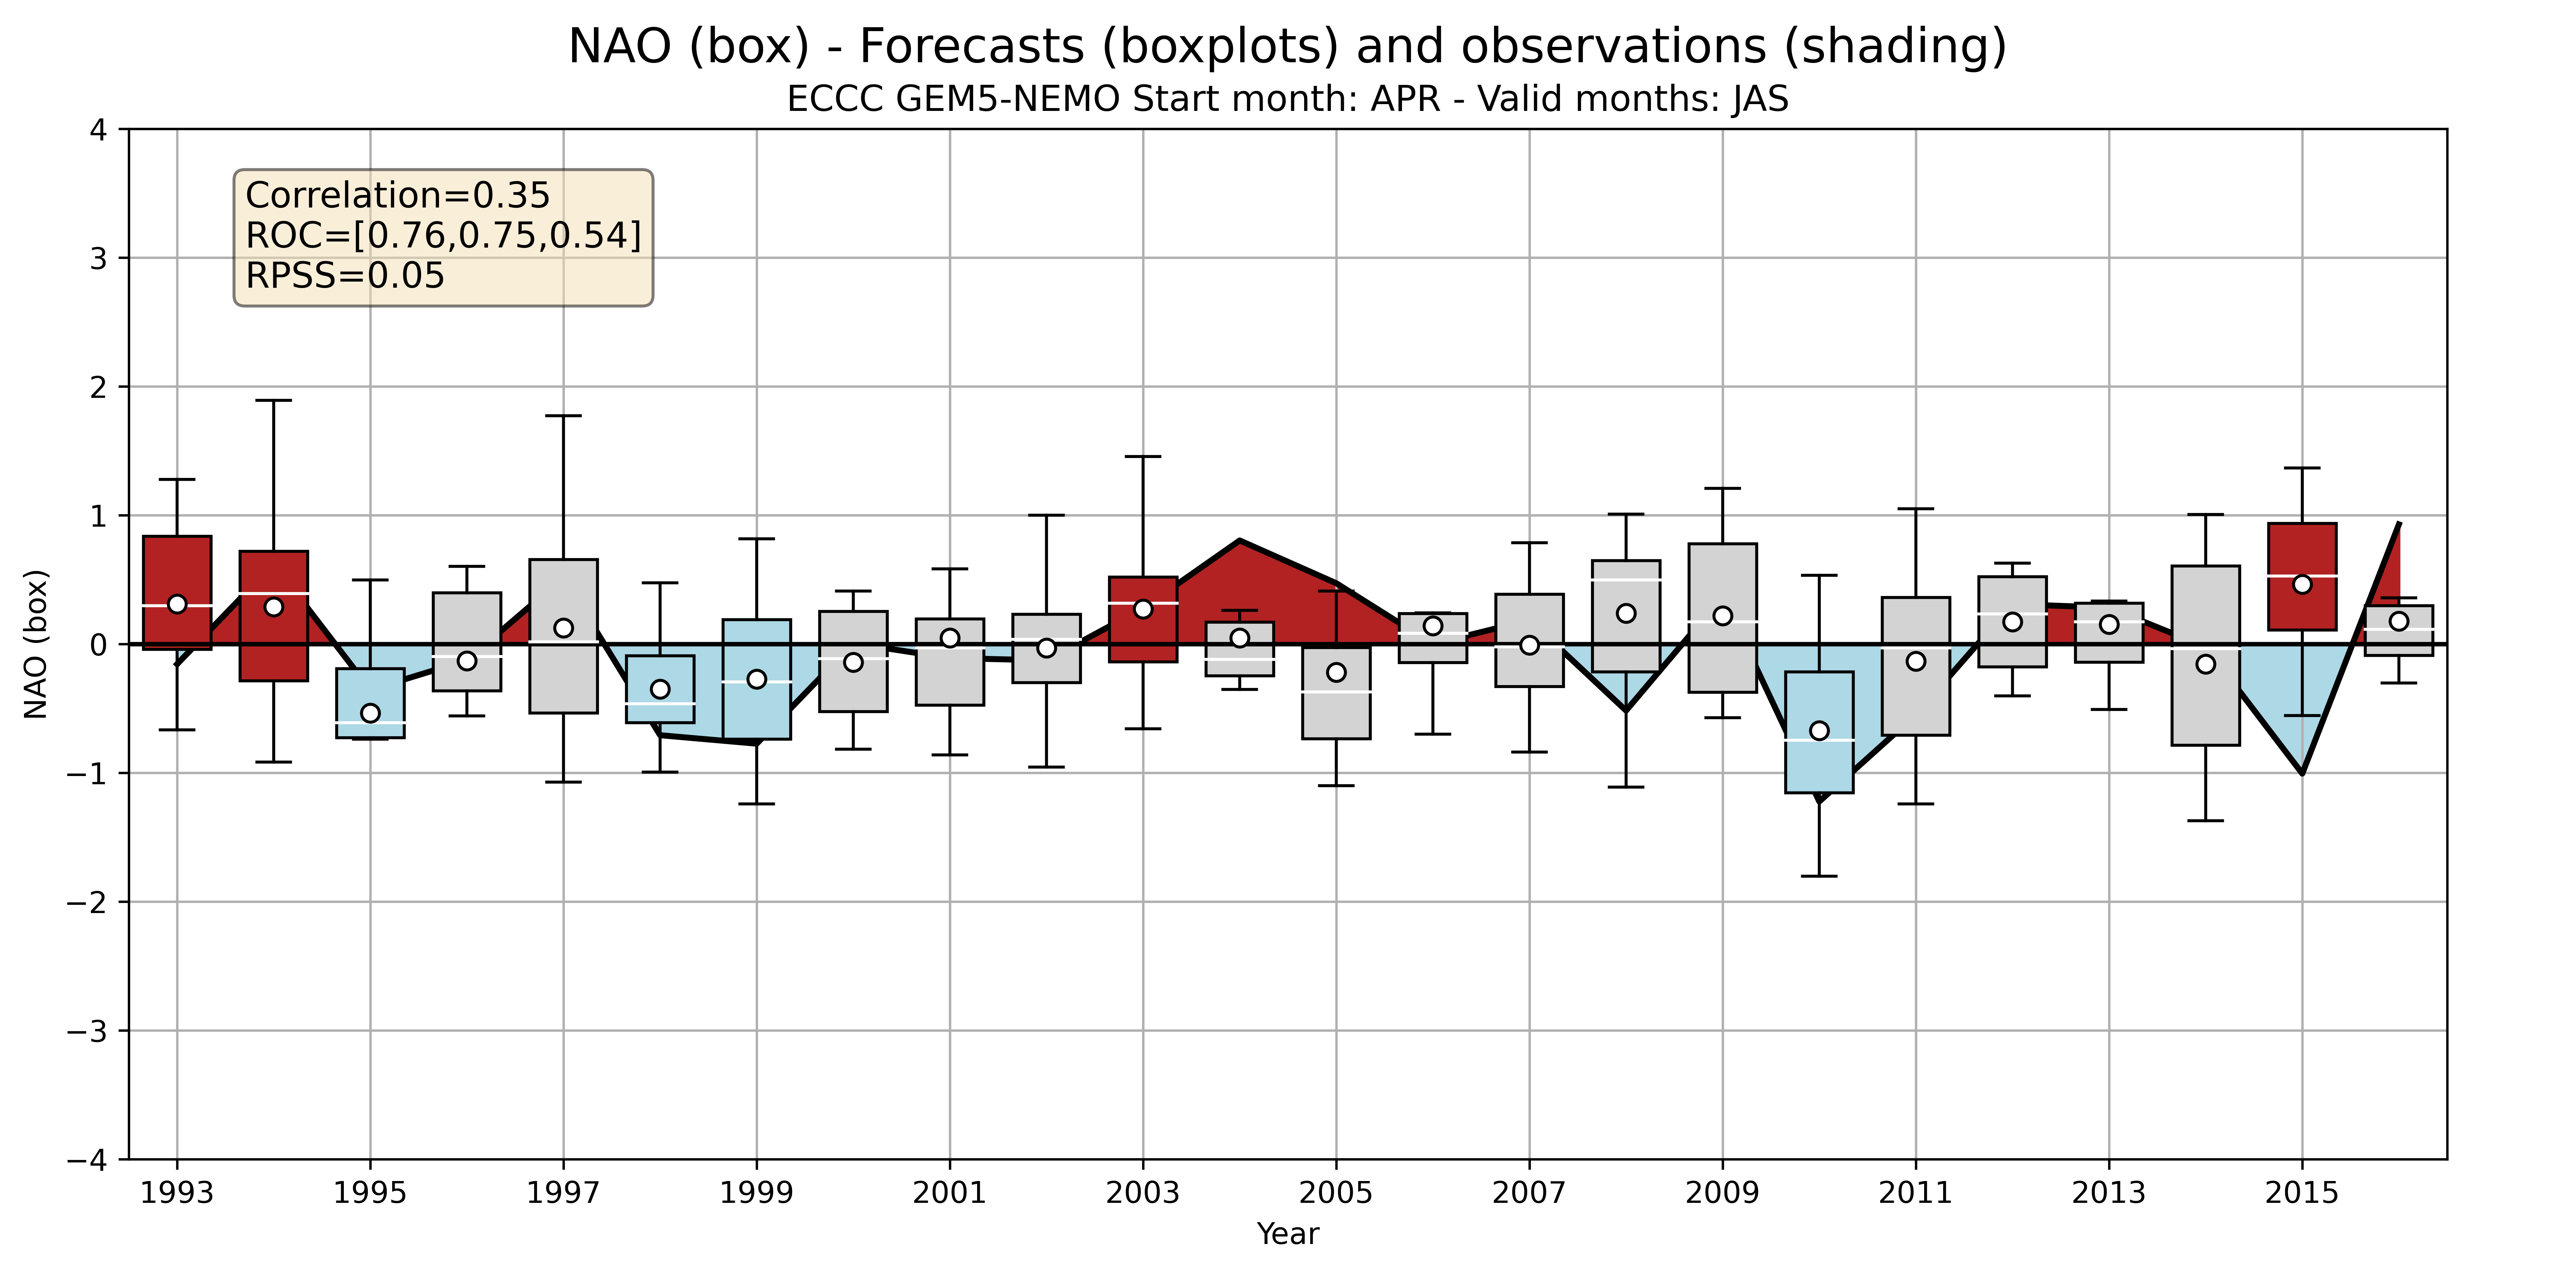 NAO (box) - Forecasts (boxplots) and observations (shading)
ECCC GEM5-NEMO Start month: APR - Valid months: JAS
Correlation=0.35
ROC=[0.76,0.75,0.54]
RPSS=0.05
NAO (box)
4
3
2
1
0
−1
−2
−3
−4
1993 1995 1997 1999 2001 2003 2005 2007 2009 2011 2013 2015
Year